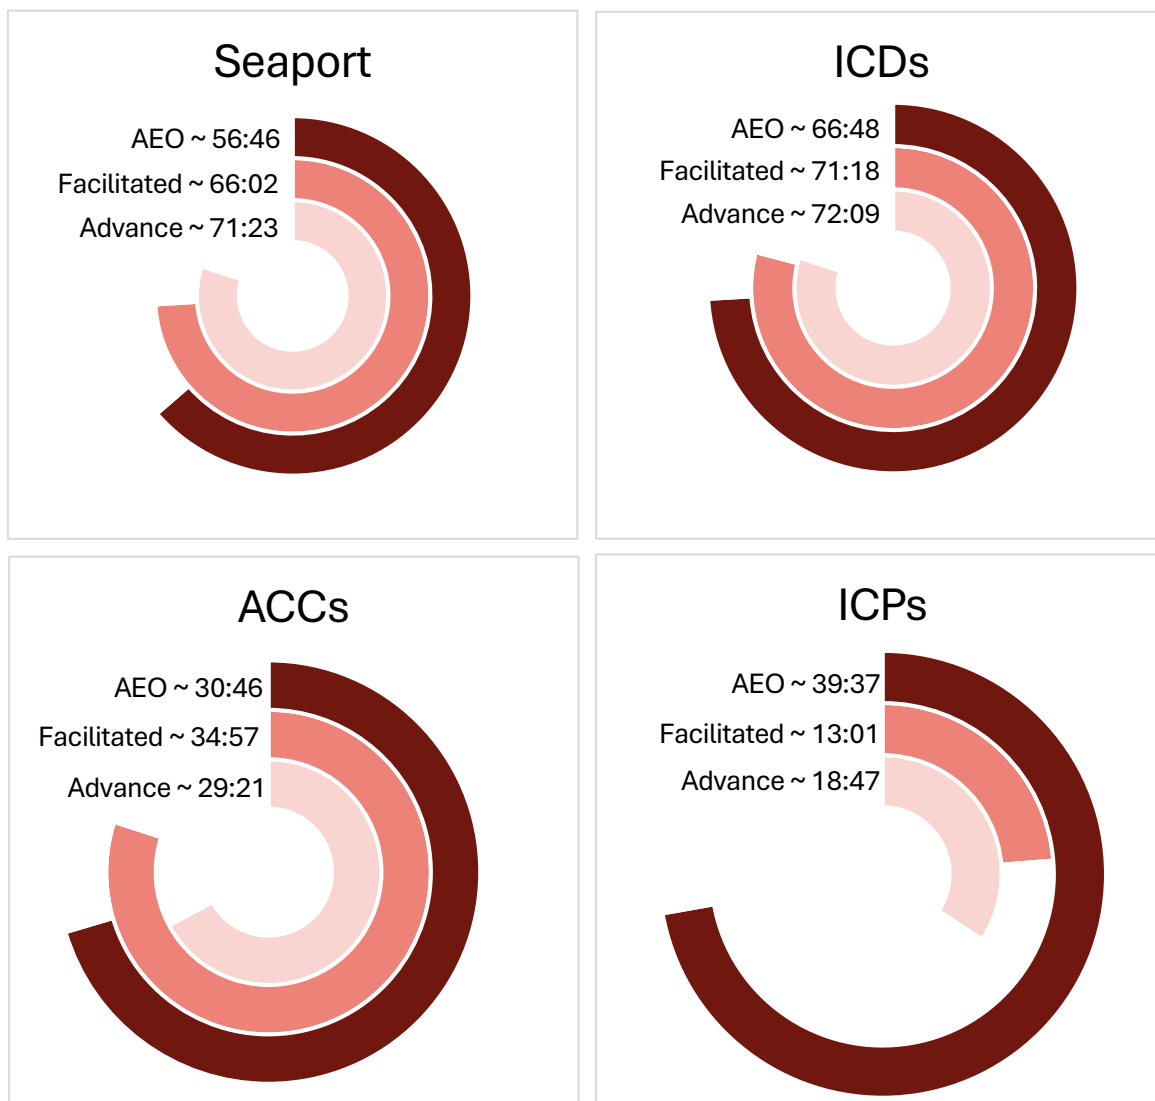 Seaport
AEO ~ 56:46
Facilitated ~ 66:02
Advance ~ 71:23
ICDs
AEO ~ 66:48
Facilitated ~ 71:18
Advance ~ 72:09
ACCs
AEO ~ 30:46
Facilitated ~ 34:57
Advance ~ 29:21
ICPs
AEO ~ 39:37
Facilitated ~ 13:01
Advance ~ 18:47